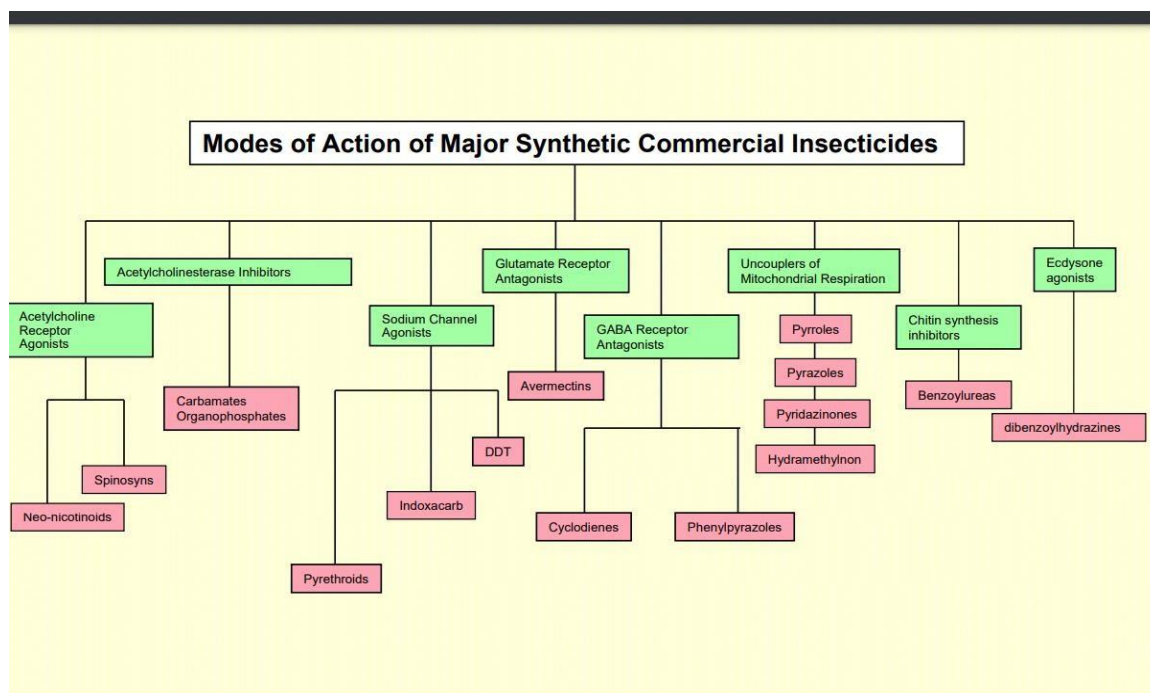 Modes of Action of Major Synthetic Commercial Insecticides
Acetylcholine
Receptor
Agonists
Neo-nicotinoids
Spinosyns
Acetylcholinesterase Inhibitors
Carbamates
Organophosphates
Sodium Channel
Agonists
Pyrethroids
Indoxacarb
DDT
Glutamate Receptor
Antagonists
Avermectins
GABA Receptor
Antagonists
Cyclodienes
Phenylpyrazoles
Uncouplers of
Mitochondrial Respiration
Pyrroles
Pyrazoles
Pyridazinones
Hydramethylnon
Chitin synthesis
inhibitors
Benzoylureas
Ecdysone
agonists
dibenzoylhydrazines